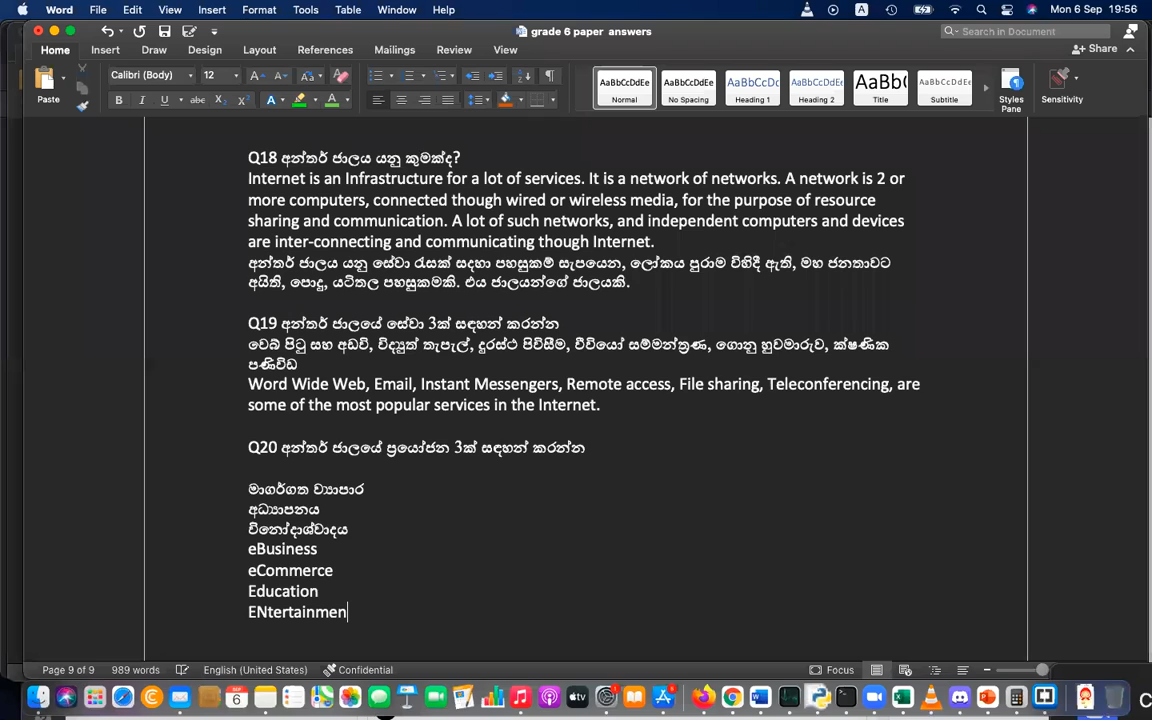 Word File Edit View Insert Format Tools Table Window Help Mon 6 Sep 19:56
grade 6 paper answers
Search in Document
Home Insert Draw Design Layout References Mailings Review View Share
Calibri (Body) 12
Paste
AaBbCcDdEe AaBbCcDdEe AaBbCcDc AaBbCcDdEe AaBb( AaBbCcDdEe
Normal No Spacing Heading 1 Heading 2 Title Subtitle Styles Pane Sensitivity
Q18 අන්තර් ජාලය යනු කුමක්ද?
Internet is an Infrastructure for a lot of services. It is a network of networks. A network is 2 or
more computers, connected though wired or wireless media, for the purpose of resource
sharing and communication. A lot of such networks, and independent computers and devices
are inter-connecting and communicating though Internet.
අන්තර් ජාලය යනු සේවා රැසක් සදහා පහසුකම් සැපයෙන, ලෝකය පුරාම විහිදී ඇති, මහ ජනතාවට
අයිති, පොදු, යටිතල පහසුකමකි. එය ජාලයන්ගේ ජාලයකි.
Q19 අන්තර් ජාලයේ සේවා 3ක් සඳහන් කරන්න
වෙබ් පිටු සහ අඩවි, විද්‍යුත් තැපැල්, දුරස්ථ පිවිසීම, වීවියෝ සම්මන්ත්‍රණ, ගොනු හුවමාරුව, ක්ෂණික
පණිවිඩ
Word Wide Web, Email, Instant Messengers, Remote access, File sharing, Teleconferencing, are
some of the most popular services in the Internet.
Q20 අන්තර් ජාලයේ ප්‍රයෝජන 3ක් සඳහන් කරන්න
මාගර්ගත ව්‍යාපාර
අධ්‍යාපනය
විනෝදාශ්වාදය
eBusiness
eCommerce
Education
ENtertainmen
Page 9 of 9 989 words English (United States) Confidential Focus